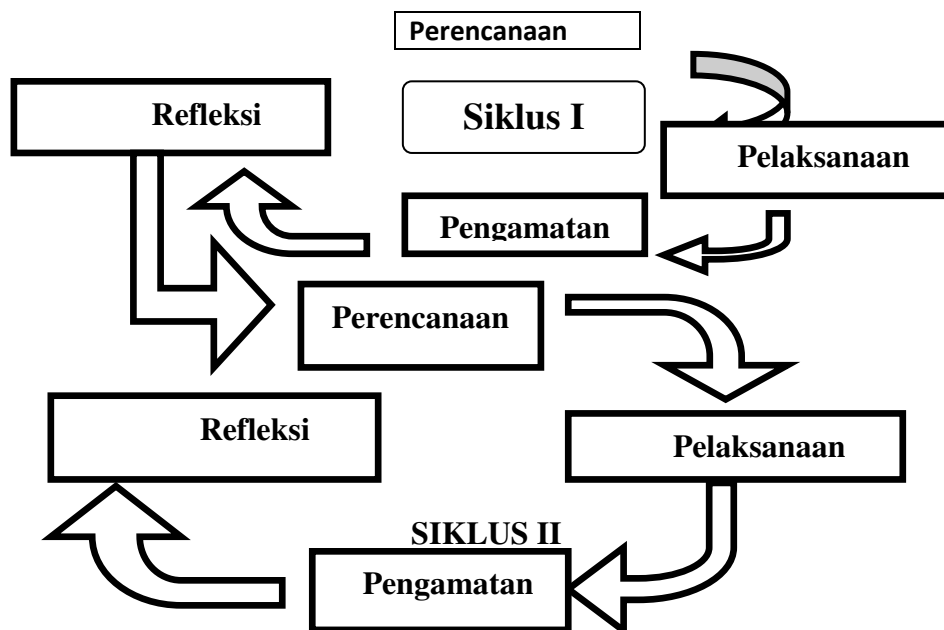 Perencanaan
Refleksi
Siklus I
Pelaksanaan
Pengamatan
Perencanaan
Refleksi
Pelaksanaan
SIKLUS II
Pengamatan